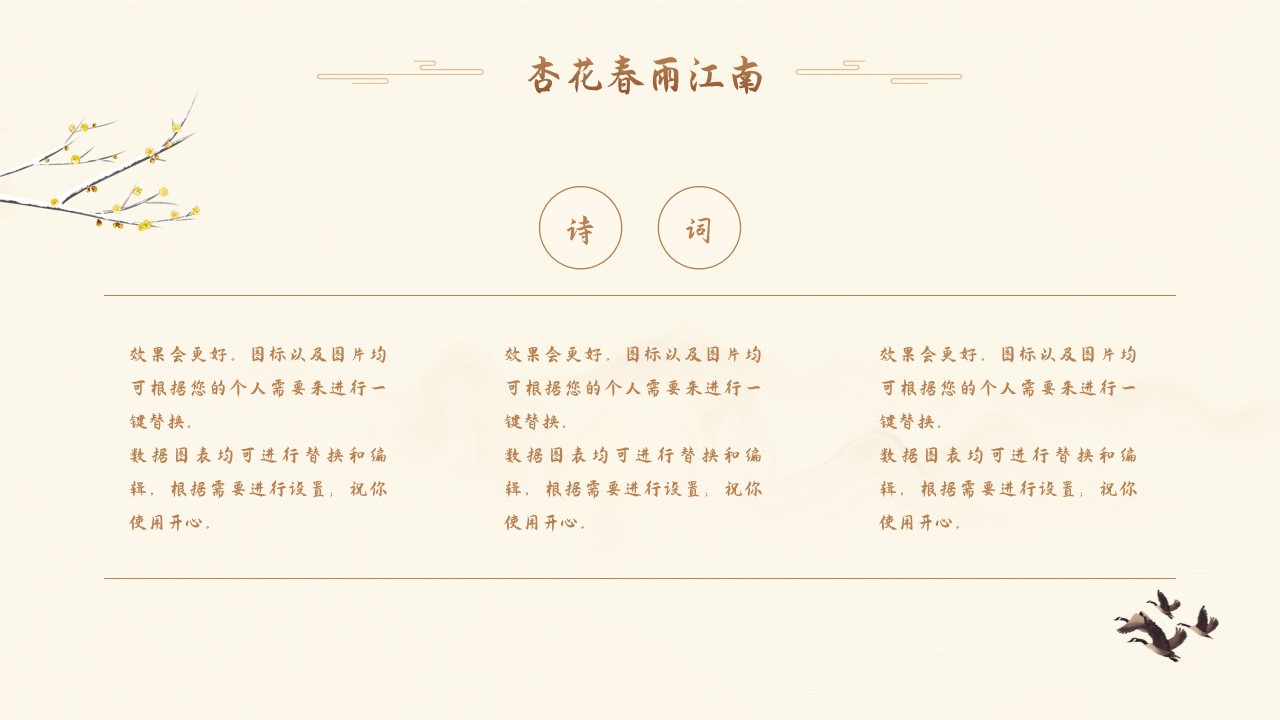 杏花春雨江南
诗 词
效果会更好，图标以及图片均
可根据您的个人需要来进行一
键替换。
数据图表均可进行替换和编
辑，根据需要进行设置，祝你
使用开心。
效果会更好，图标以及图片均
可根据您的个人需要来进行一
键替换。
数据图表均可进行替换和编
辑，根据需要进行设置，祝你
使用开心。
效果会更好，图标以及图片均
可根据您的个人需要来进行一
键替换。
数据图表均可进行替换和编
辑，根据需要进行设置，祝你
使用开心。